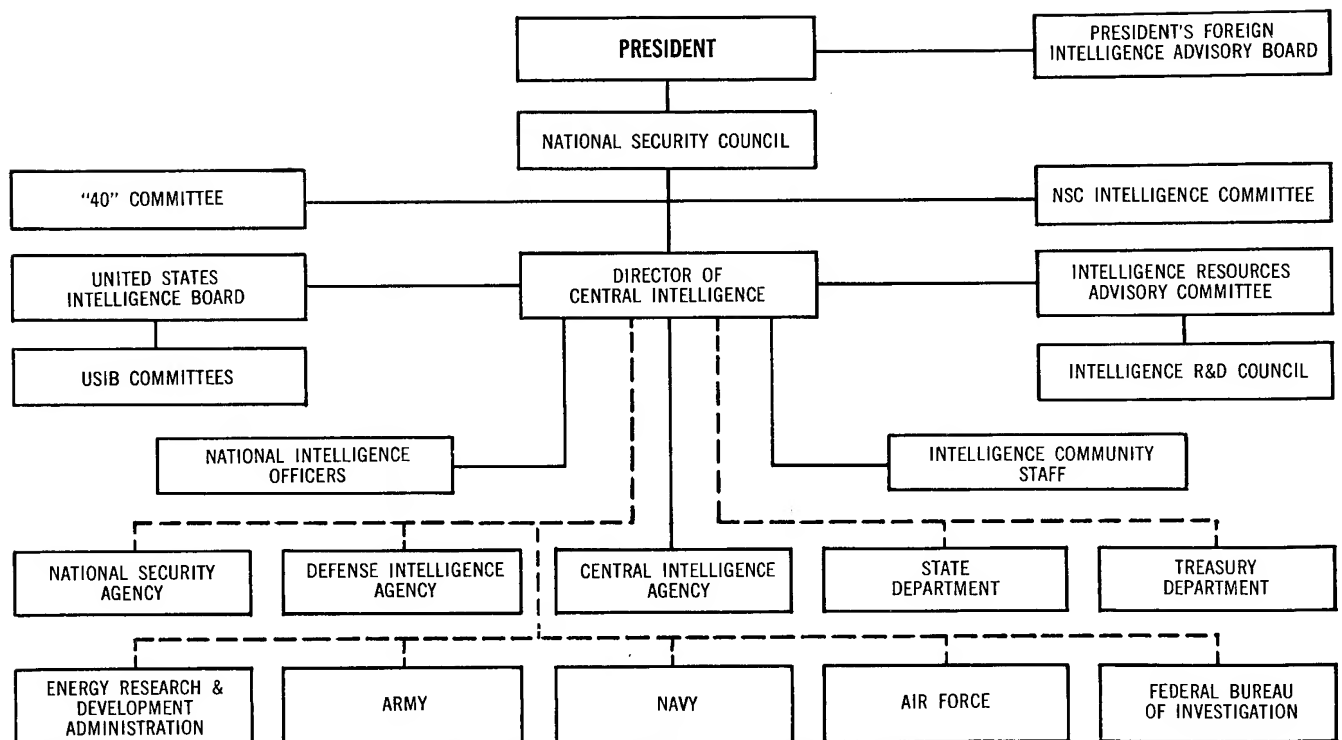 PRESIDENT
PRESIDENT'S FOREIGN
INTELLIGENCE ADVISORY BOARD
NATIONAL SECURITY COUNCIL
"40" COMMITTEE
NSC INTELLIGENCE COMMITTEE
UNITED STATES
INTELLIGENCE BOARD
DIRECTOR OF
CENTRAL INTELLIGENCE
INTELLIGENCE RESOURCES
ADVISORY COMMITTEE
USIB COMMITTEES
INTELLIGENCE R&D COUNCIL
NATIONAL INTELLIGENCE
OFFICERS
INTELLIGENCE COMMUNITY
STAFF
NATIONAL SECURITY
AGENCY
DEFENSE INTELLIGENCE
AGENCY
CENTRAL INTELLIGENCE
AGENCY
STATE
DEPARTMENT
TREASURY
DEPARTMENT
ENERGY RESEARCH &
DEVELOPMENT
ADMINISTRATION
ARMY
NAVY
AIR FORCE
FEDERAL BUREAU
OF INVESTIGATION